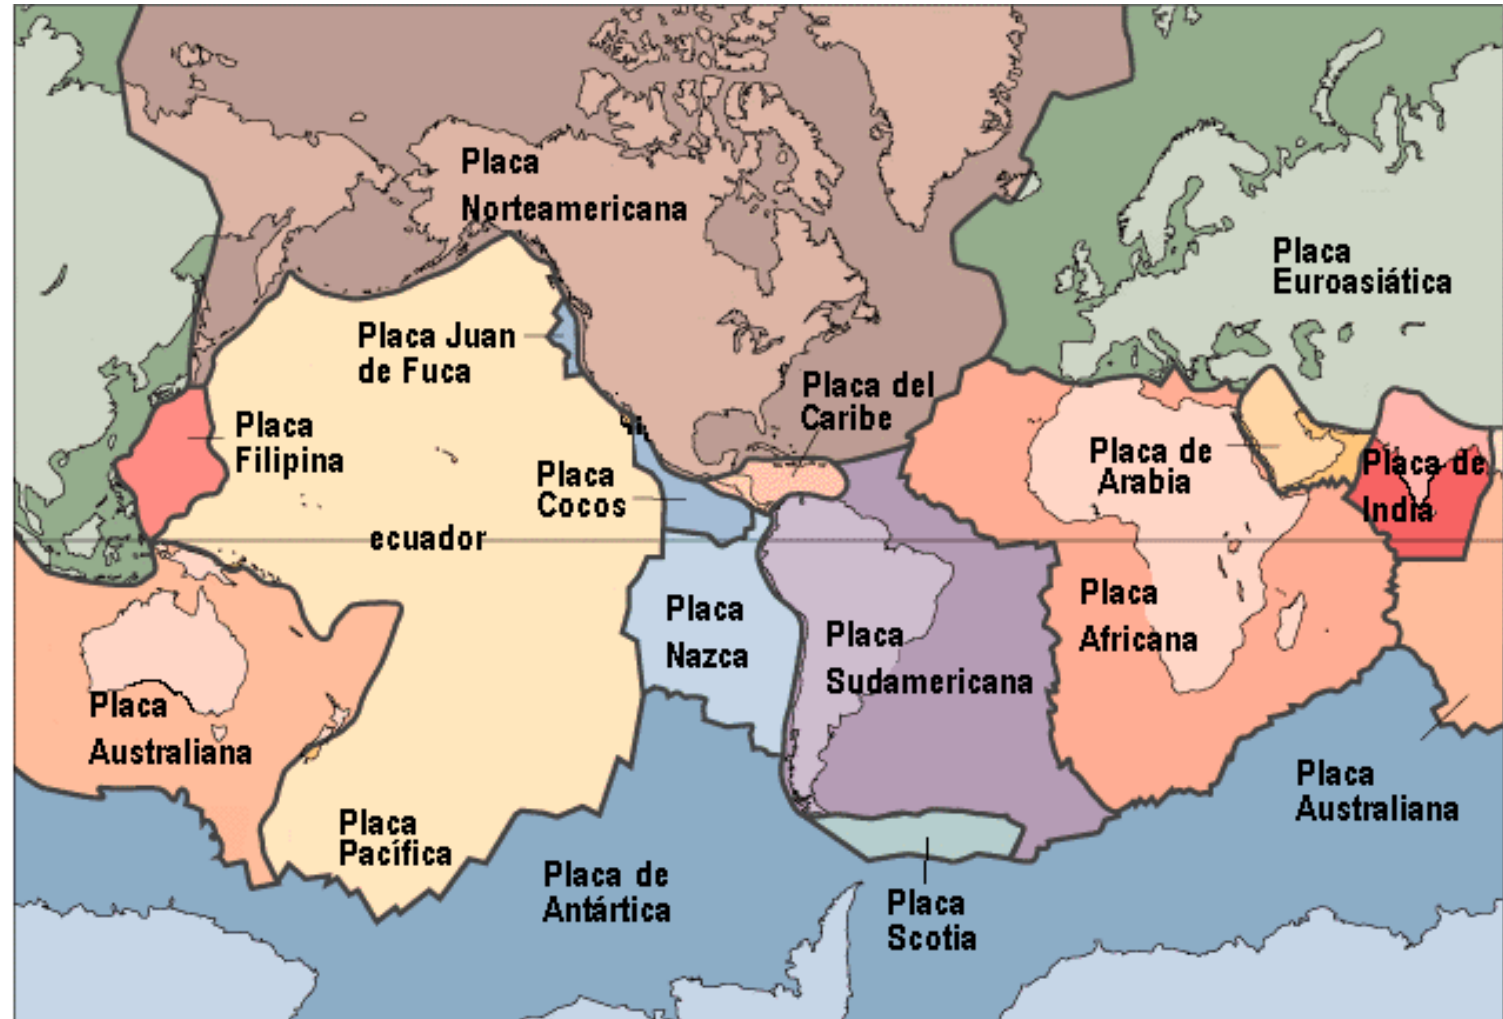 Placa
Norteamericana
Placa
Euroasiática
Placa Juan
de Fuca
Placa del
Caribe
Placa
Filipina
Placa de
Arabia
Placa de
India
Placa
Cocos
ecuador
Placa
Nazca
Placa
Sudamericana
Placa
Africana
Placa
Australiana
Placa
Australiana
Placa
Pacífica
Placa de
Antártica
Placa
Scotia